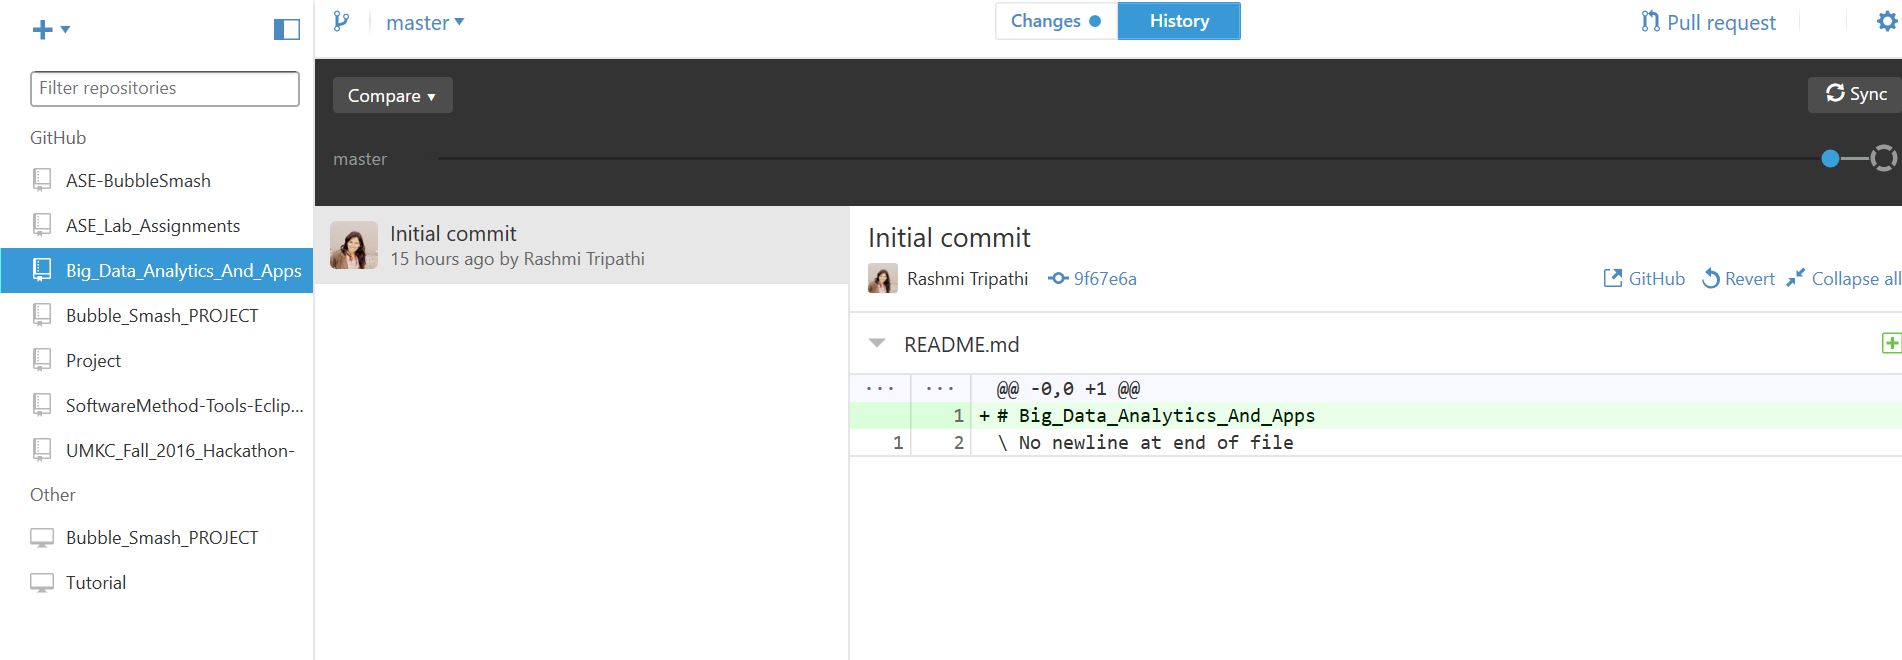 master ▾
Changes
History
Pull request
Filter repositories
GitHub
ASE-BubbleSmash
ASE_Lab_Assignments
Big_Data_Analytics_And_Apps
Bubble_Smash_PROJECT
Project
SoftwareMethod-Tools-Eclip...
UMKC_Fall_2016_Hackathon-
Other
Bubble_Smash_PROJECT
Tutorial
Compare ▾
Sync
master
Initial commit
15 hours ago by Rashmi Tripathi
Initial commit
Rashmi Tripathi 9f67e6a
GitHub Revert Collapse all
README.md
... ... @@ -0,0 +1 @@
1 + # Big_Data_Analytics_And_Apps
1 2 \ No newline at end of file